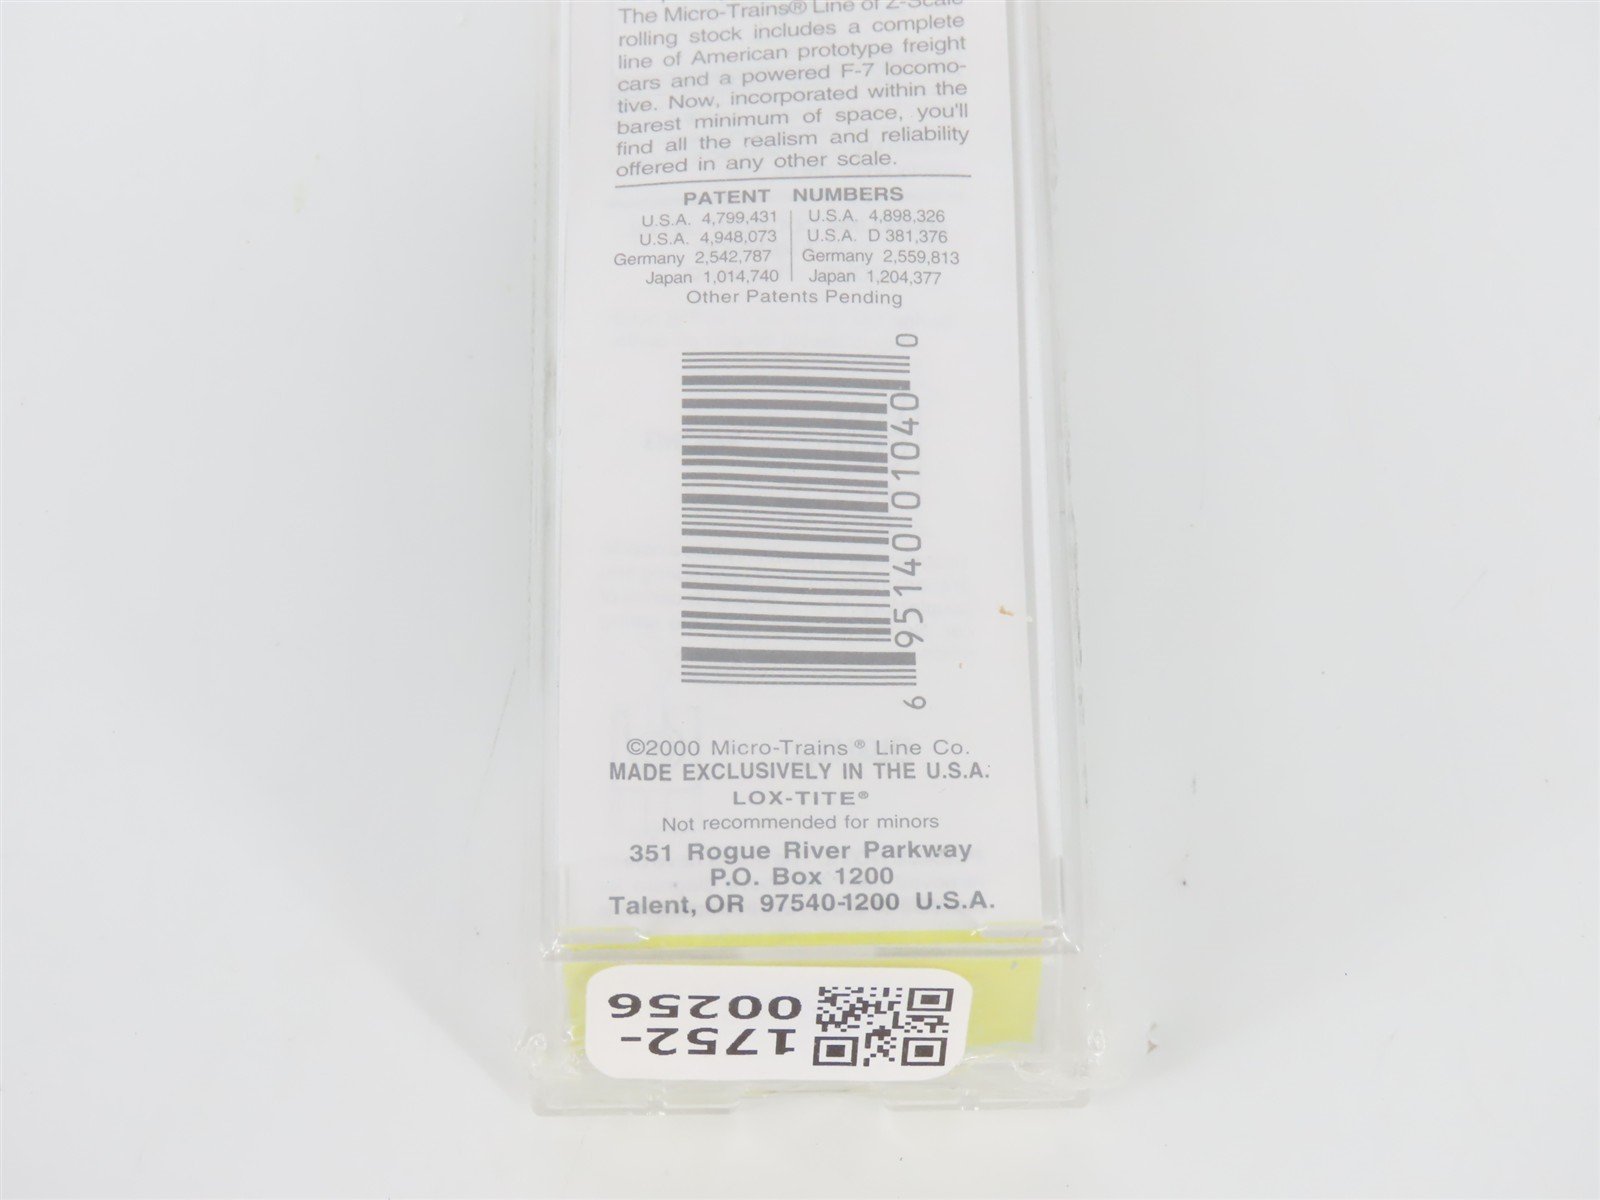 The Micro-Trains® Line of Z-Scale
rolling stock includes a complete
line of American prototype freight
cars and a powered F-7 locomo-
tive. Now, incorporated within the
barest minimum of space, you'll
find all the realism and reliability
offered in any other scale.
PATENT NUMBERS
U.S.A. 4,799,431 U.S.A. 4,898,326
U.S.A. 4,948,073 U.S.A. D 381,376
Germany 2,542,787 Germany 2,559,813
Japan 1,014,740 Japan 1,204,377
Other Patents Pending
6 95140 01040 0
©2000 Micro-Trains® Line Co.
MADE EXCLUSIVELY IN THE U.S.A.
LOX-TITE®
Not recommended for minors
351 Rogue River Parkway
P.O. Box 1200
Talent, OR 97540-1200 U.S.A.
1752-
00256